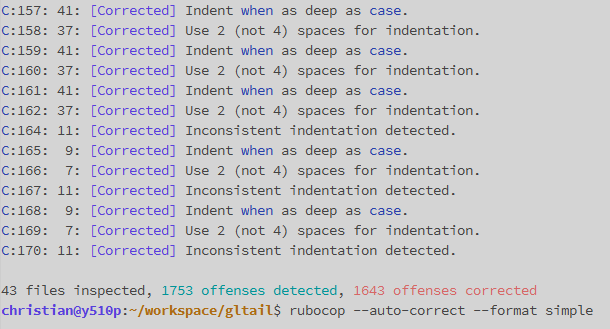 C:157: 41: [Corrected] Indent when as deep as case.
C:158: 37: [Corrected] Use 2 (not 4) spaces for indentation.
C:159: 41: [Corrected] Indent when as deep as case.
C:160: 37: [Corrected] Use 2 (not 4) spaces for indentation.
C:161: 41: [Corrected] Indent when as deep as case.
C:162: 37: [Corrected] Use 2 (not 4) spaces for indentation.
C:164: 11: [Corrected] Inconsistent indentation detected.
C:165:  9: [Corrected] Indent when as deep as case.
C:166:  7: [Corrected] Use 2 (not 4) spaces for indentation.
C:167: 11: [Corrected] Inconsistent indentation detected.
C:168:  9: [Corrected] Indent when as deep as case.
C:169:  7: [Corrected] Use 2 (not 4) spaces for indentation.
C:170: 11: [Corrected] Inconsistent indentation detected.
43 files inspected, 1753 offenses detected, 1643 offenses corrected
christian@y510p:~/workspace/gltail$ rubocop --auto-correct --format simple